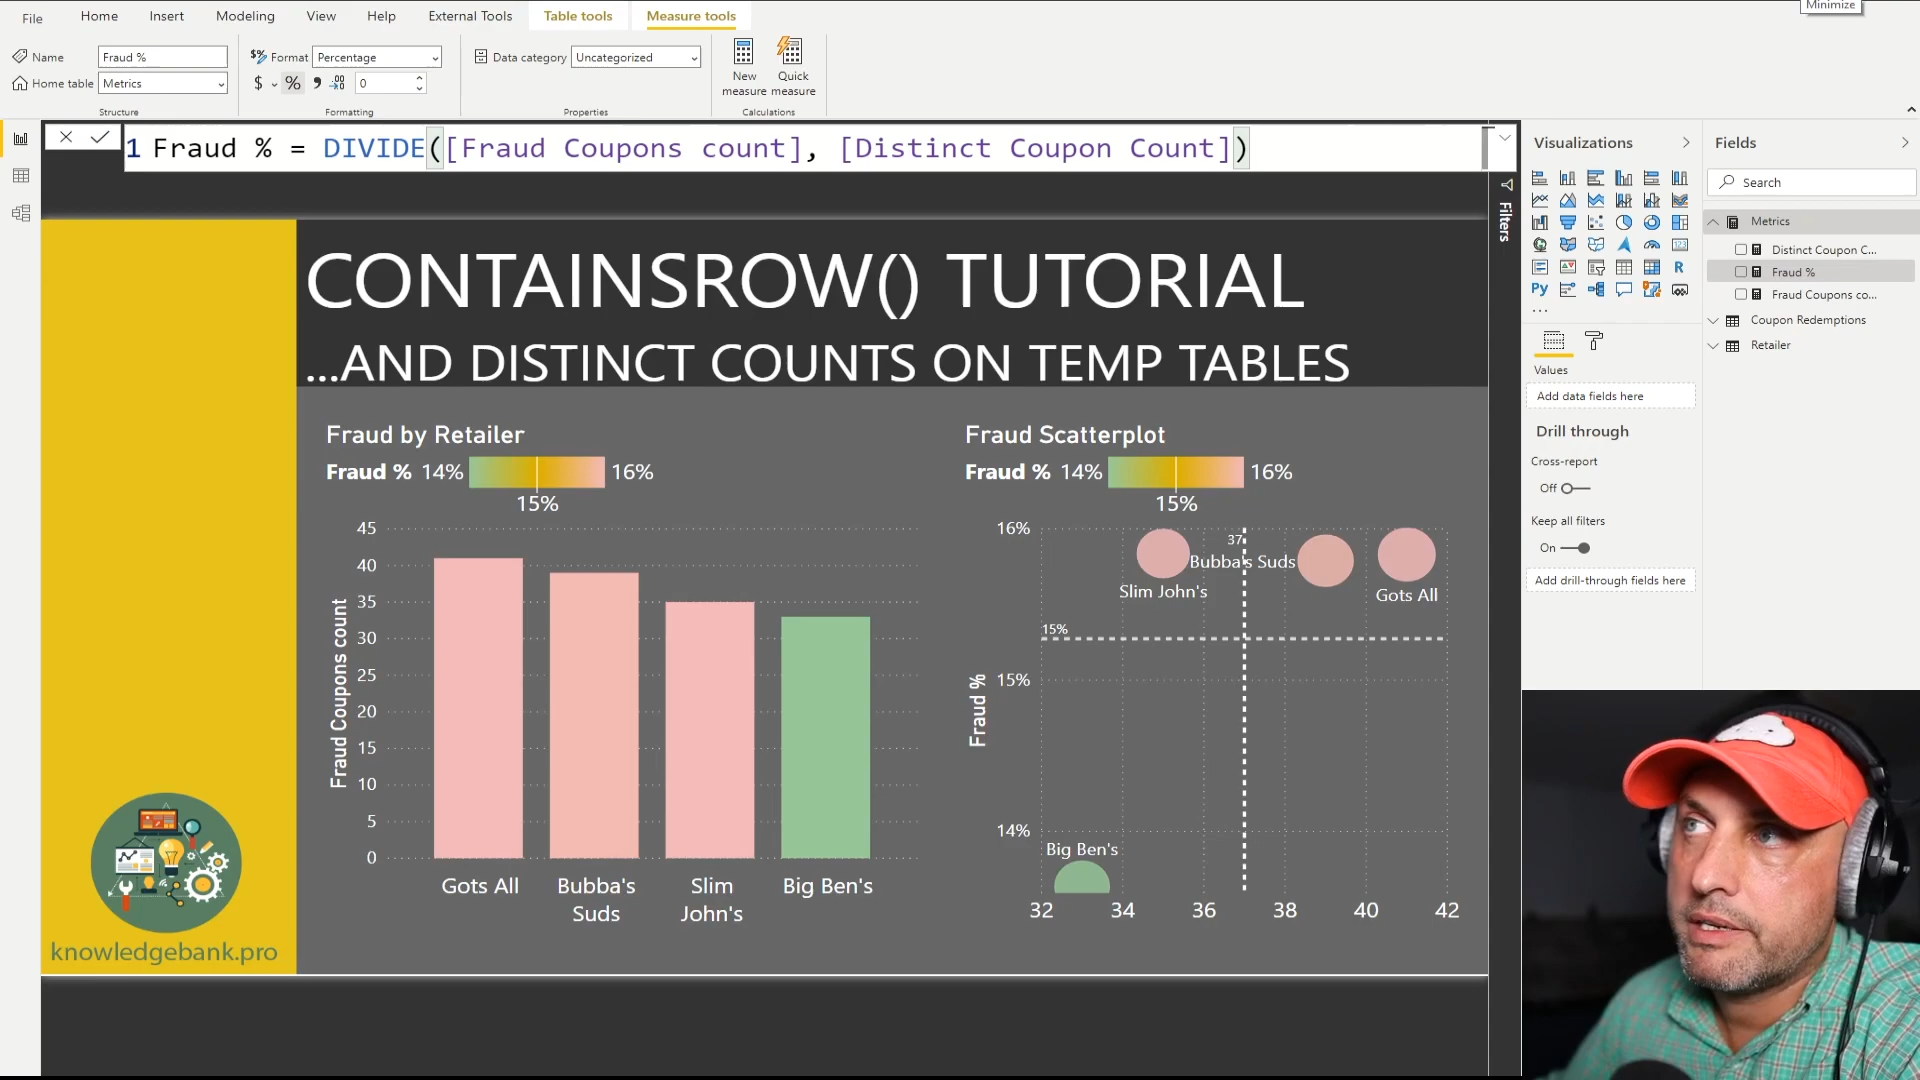 Minimize
File
Home
Insert
Modeling
View
Help
External Tools
Table tools
Measure tools
Name
Fraud %
Home table
Metrics
Structure
Format
Percentage
$
%
0
Formatting
Data category
Uncategorized
Properties
New
measure
Quick
measure
Calculations
1 Fraud % = DIVIDE([Fraud Coupons count], [Distinct Coupon Count])
CONTAINSROW() TUTORIAL
...AND DISTINCT COUNTS ON TEMP TABLES
knowledgebank.pro
Fraud by Retailer
Fraud % 14% 16%
15%
Fraud Coupons count
45
40
35
30
25
20
15
10
5
0
Gots All
Bubba's
Suds
Slim
John's
Big Ben's
Fraud Scatterplot
Fraud % 14% 16%
15%
Fraud %
16%
15%
14%
37
15%
Slim John's
Bubba's Suds
Gots All
Big Ben's
32 34 36 38 40 42
Filters
Visualizations
123
R
Py
...
Values
Add data fields here
Drill through
Cross-report
Off
Keep all filters
On
Add drill-through fields here
Fields
Search
Metrics
Distinct Coupon C...
Fraud %
Fraud Coupons co...
Coupon Redemptions
Retailer